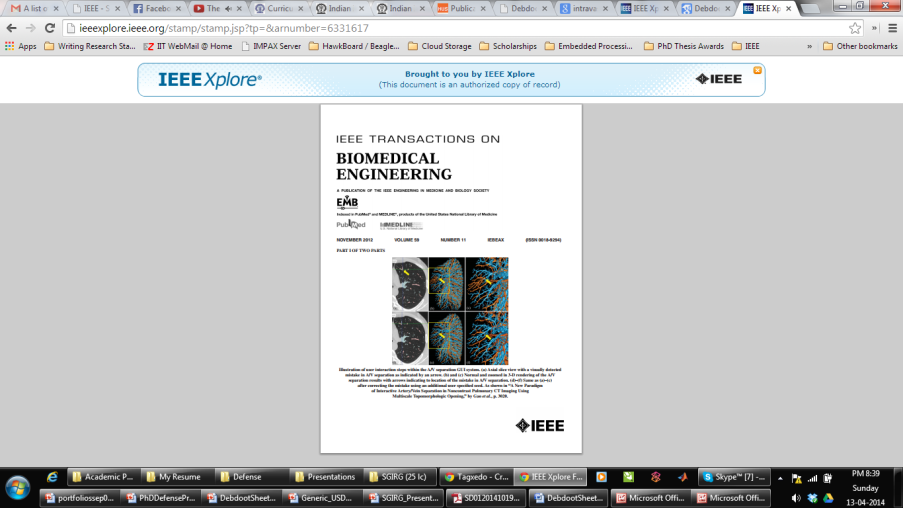 M A list o
IEEE - S
Faceboo
The
Curricu
Indian
Indian
Public
Debdo
intrava
IEEE Xp
Debdo
IEEE Xp
ieeexplore.ieee.org/stamp/stamp.jsp?tp=&arnumber=6331617
Apps Writing Research Sta... IIT WebMail @ Home IMPAX Server HawkBoard / Beagle... Cloud Storage Scholarships Embedded Processi... PhD Thesis Awards IEEE » Other bookmarks
IEEE Xplore®
Brought to you by IEEE Xplore
(This document is an authorized copy of record)
IEEE
IEEE TRANSACTIONS ON
BIOMEDICAL
ENGINEERING
A PUBLICATION OF THE IEEE ENGINEERING IN MEDICINE AND BIOLOGY SOCIETY
EMB
Indexed in PubMed® and MEDLINE®, products of the United States National Library of Medicine
PubMed MEDLINE
NOVEMBER 2012 VOLUME 59 NUMBER 11 IEBEAX (ISSN 0018-9294)
PART I OF TWO PARTS
Illustration of user interaction steps within the A/V separation GUI system. (a) Axial slice view with a visually detected
mistake in A/V separation as indicated by an arrow. (b) and (c) Normal and zoomed in 3-D rendering of the A/V
separation results with arrows indicating to location of the mistake in A/V separation. (d)-(f) Same as (a)-(c)
after correcting the mistake using an additional user specified seed. As shown in "A New Paradigm
of Interactive Artery/Vein Separation in Noncontrast Pulmonary CT Imaging Using
Multiscale Topomorphologic Opening," by Gao et al., p. 3020.
IEEE
Academic P... My Resume Defense Presentations SGIRG (25 lc) Tagxedo - Cr... IEEE Xplore F... Skype™ [7] -...
portfoliossep0... PhDDefensePr... DebdootSheet... Generic_USD... SGIRG_Present... SD0120141019... DebdootSheet... Microsoft Offi... Microsoft Offi...
PM 8:39
Sunday
13-04-2014